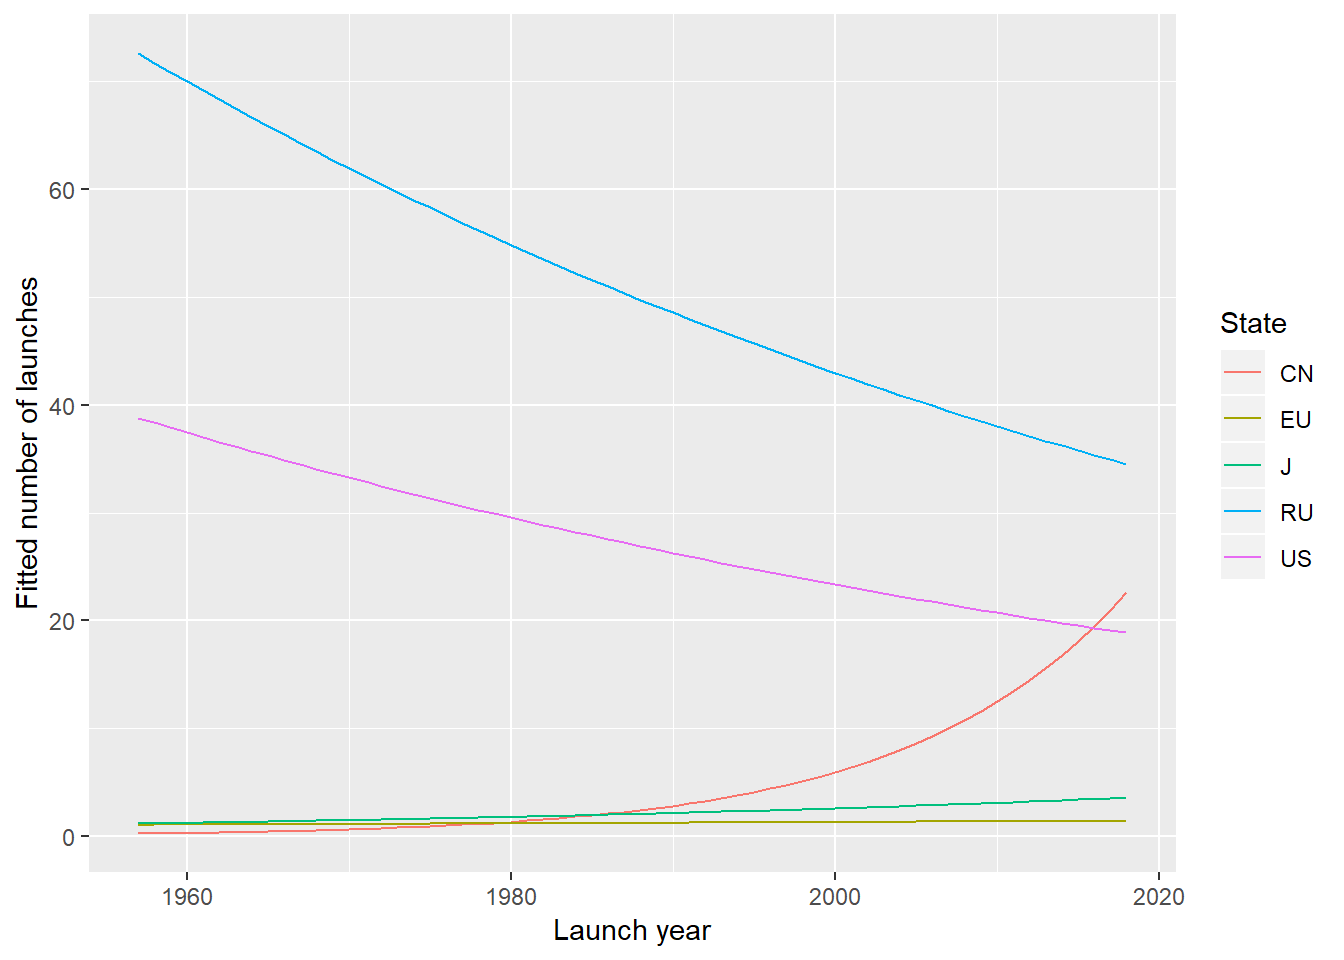 Fitted number of launches
60
40
20
0
1960
1980
2000
2020
Launch year
State
CN
EU
J
RU
US